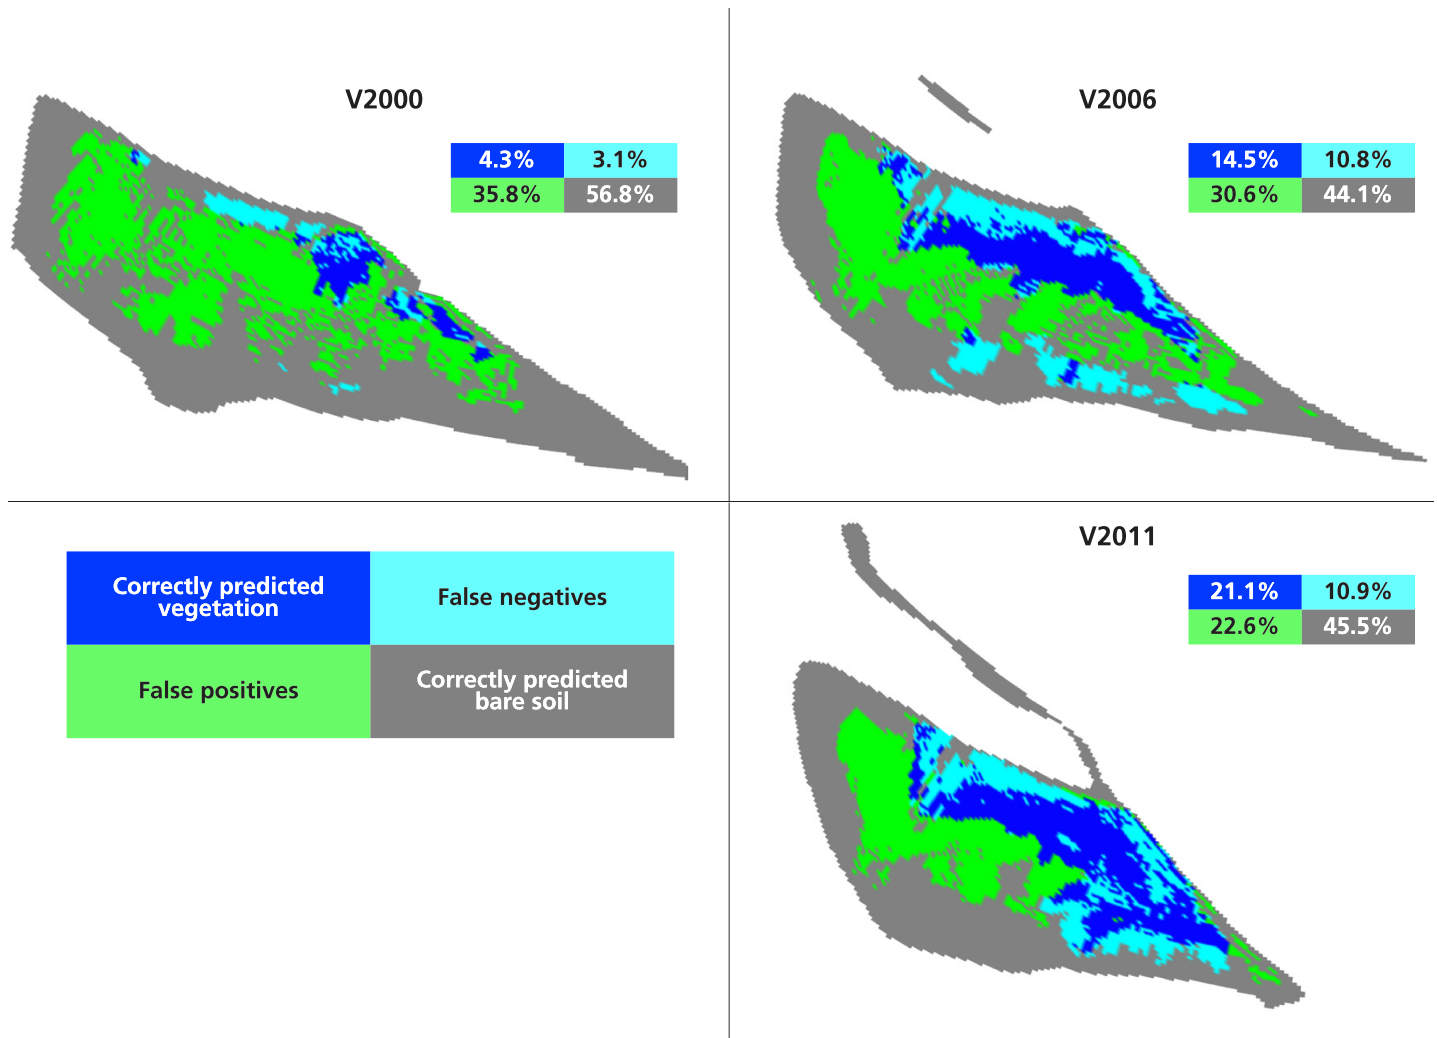 V2000
4.3% 3.1%
35.8% 56.8%
V2006
14.5% 10.8%
30.6% 44.1%
Correctly predicted
vegetation
False negatives
False positives
Correctly predicted
bare soil
V2011
21.1% 10.9%
22.6% 45.5%